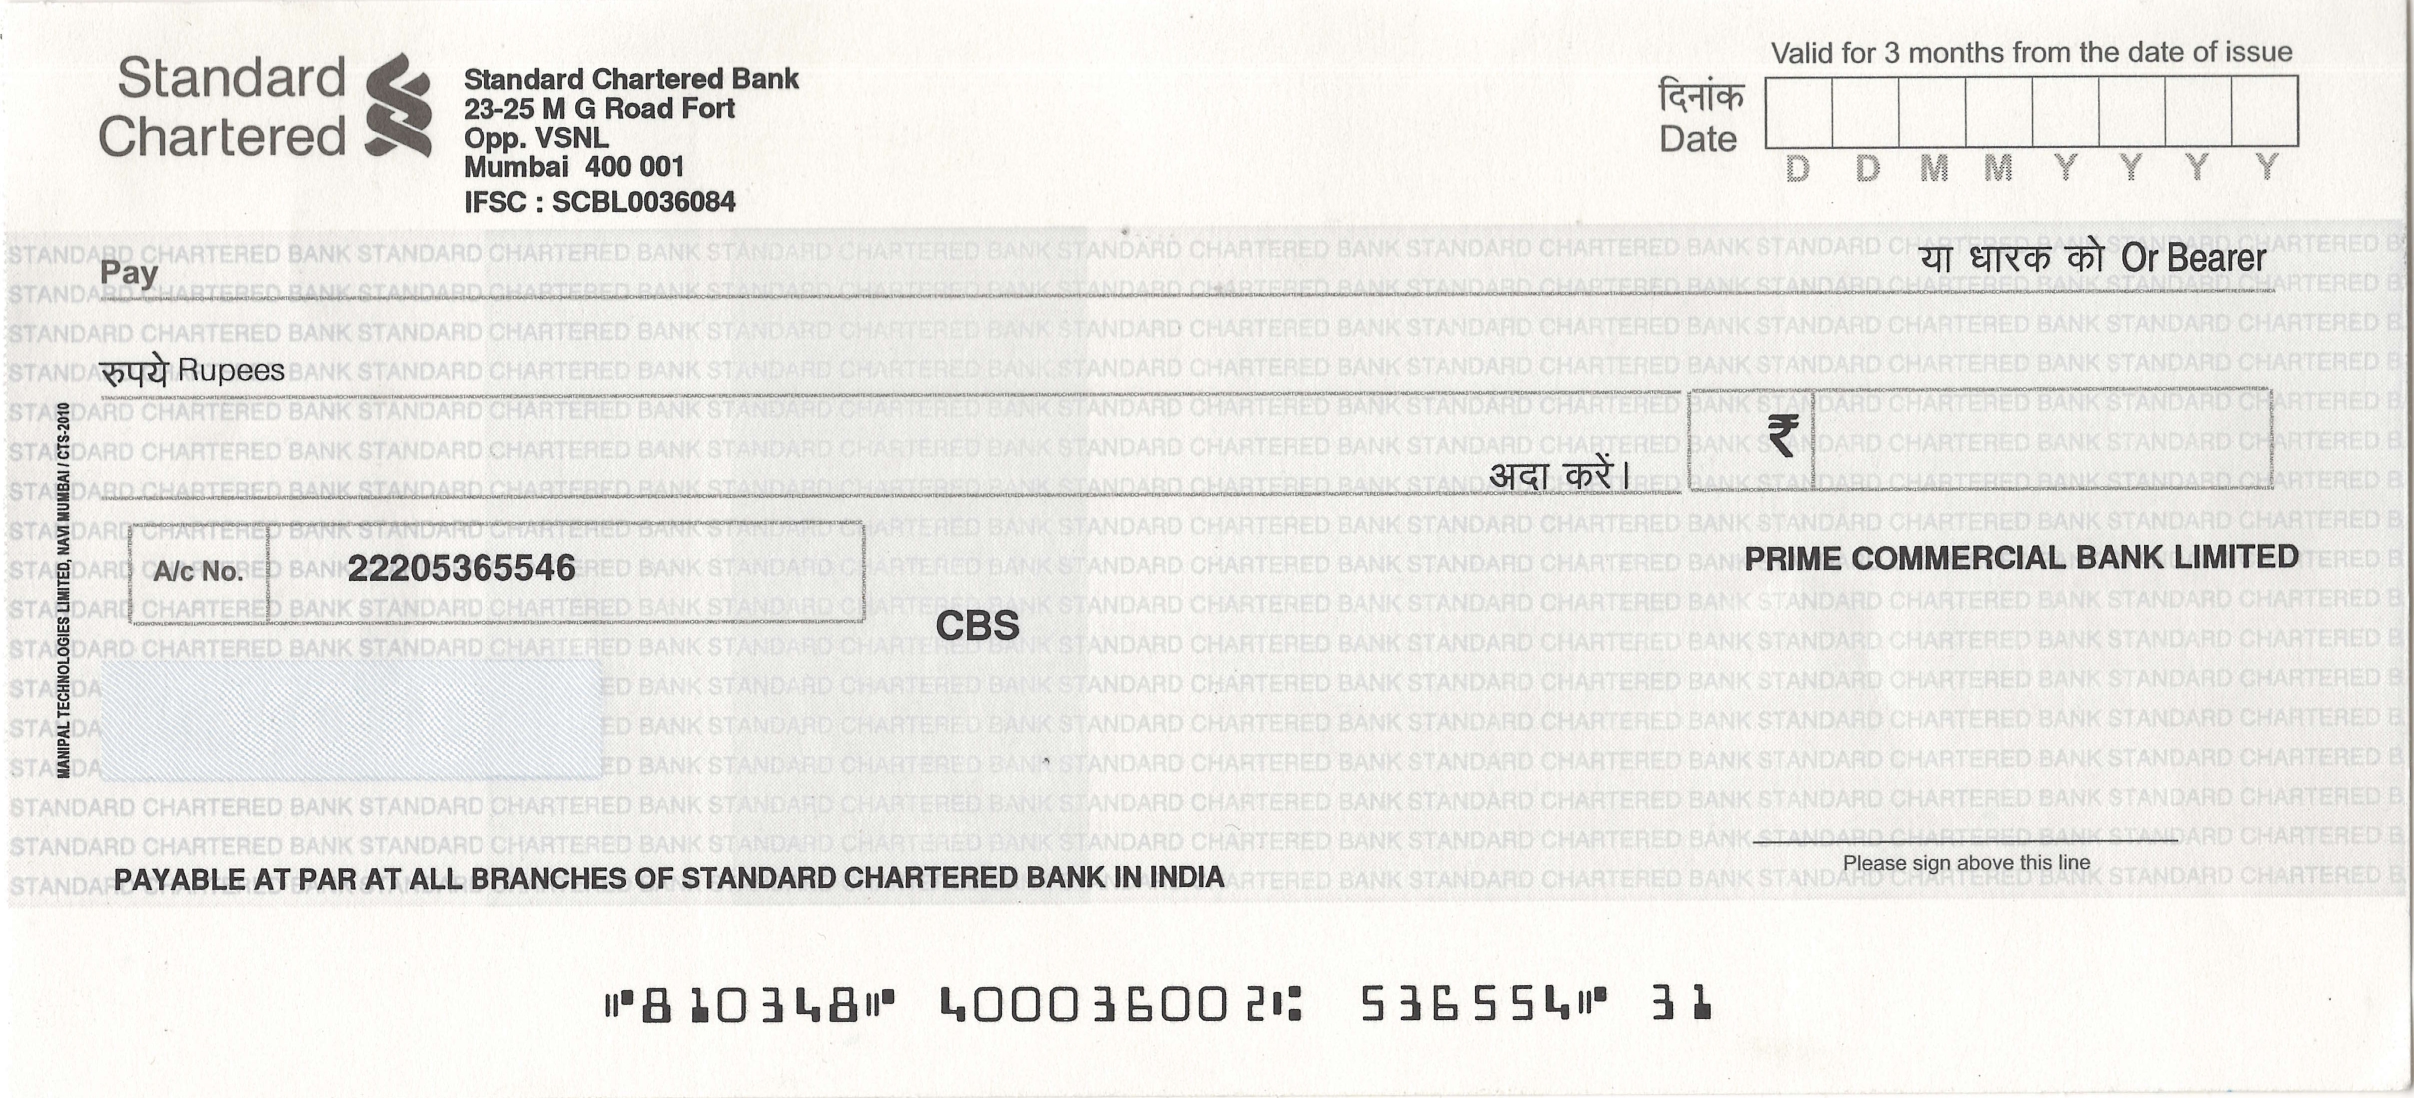 Standard
Chartered
Standard Chartered Bank
23-25 M G Road Fort
Opp. VSNL
Mumbai 400 001
IFSC : SCBL0036084
Valid for 3 months from the date of issue
दिनांक
Date
D D M M Y Y Y Y
Pay
या धारक को Or Bearer
रुपये Rupees
अदा करें।
₹
A/c No. 22205365546
PRIME COMMERCIAL BANK LIMITED
CBS
MANIPAL TECHNOLOGIES LIMITED, NAVI MUMBAI / CTS-2010
Please sign above this line
PAYABLE AT PAR AT ALL BRANCHES OF STANDARD CHARTERED BANK IN INDIA
⑈810348⑈ 400036002⑆ 536554⑈ 31